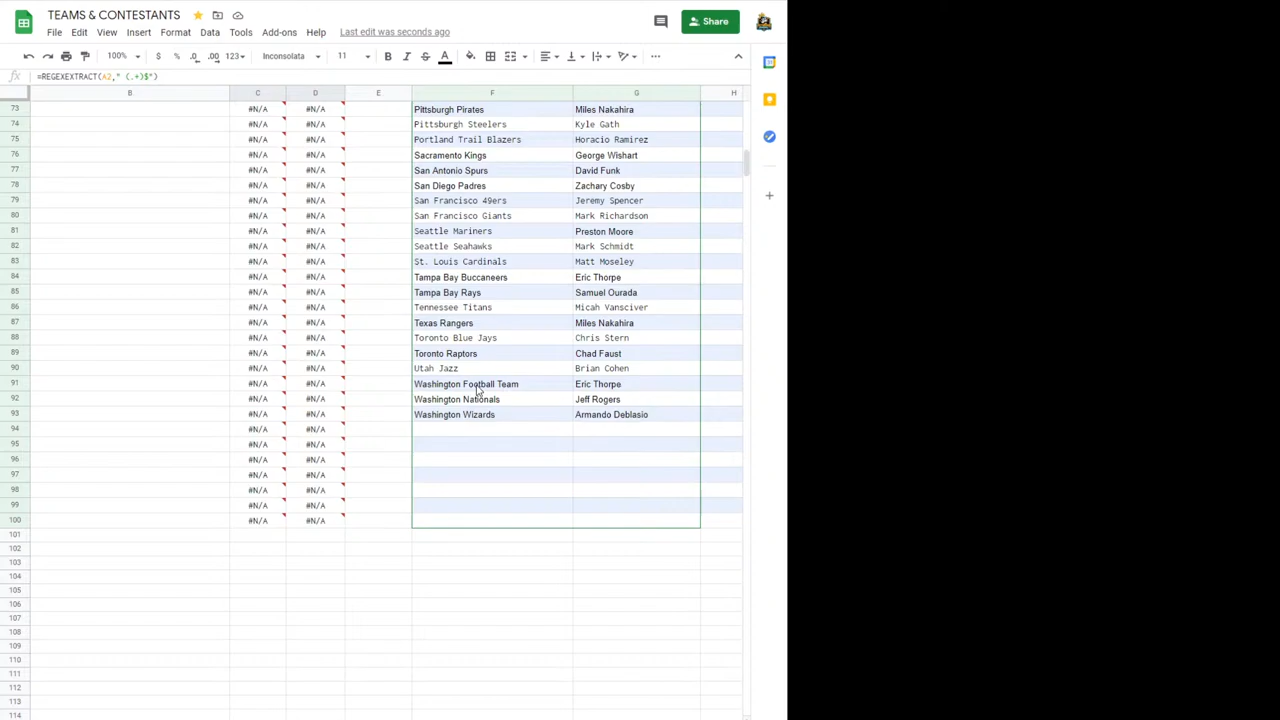 TEAMS & CONTESTANTS
File Edit View Insert Format Data Tools Add-ons Help Last edit was seconds ago
Share
100% $ % .0 .00 123 Inconsolata 11 B I S A
fx =REGEXEXTRACT(A2," (.+)$")
B C D E F G H
73 #N/A #N/A Pittsburgh Pirates Miles Nakahira
74 #N/A #N/A Pittsburgh Steelers Kyle Gath
75 #N/A #N/A Portland Trail Blazers Horacio Ramirez
76 #N/A #N/A Sacramento Kings George Wishart
77 #N/A #N/A San Antonio Spurs David Funk
78 #N/A #N/A San Diego Padres Zachary Cosby
79 #N/A #N/A San Francisco 49ers Jeremy Spencer
80 #N/A #N/A San Francisco Giants Mark Richardson
81 #N/A #N/A Seattle Mariners Preston Moore
82 #N/A #N/A Seattle Seahawks Mark Schmidt
83 #N/A #N/A St. Louis Cardinals Matt Moseley
84 #N/A #N/A Tampa Bay Buccaneers Eric Thorpe
85 #N/A #N/A Tampa Bay Rays Samuel Ourada
86 #N/A #N/A Tennessee Titans Micah Vansciver
87 #N/A #N/A Texas Rangers Miles Nakahira
88 #N/A #N/A Toronto Blue Jays Chris Stern
89 #N/A #N/A Toronto Raptors Chad Faust
90 #N/A #N/A Utah Jazz Brian Cohen
91 #N/A #N/A Washington Football Team Eric Thorpe
92 #N/A #N/A Washington Nationals Jeff Rogers
93 #N/A #N/A Washington Wizards Armando Deblasio
94 #N/A #N/A
95 #N/A #N/A
96 #N/A #N/A
97 #N/A #N/A
98 #N/A #N/A
99 #N/A #N/A
100 #N/A #N/A
101
102
103
104
105
106
107
108
109
110
111
112
113
114